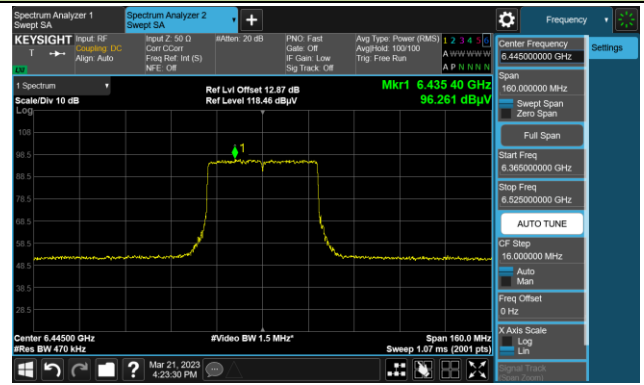 Spectrum Analyzer 1
Swept SA
Spectrum Analyzer 2
Swept SA
Frequency
KEYSIGHT
T
LW
Input: RF
Coupling: DC
Align: Auto
Input Z: 50 Ω
Corr CCorr
Freq Ref: Int (S)
NFE: Off
#Atten: 20 dB
PNO: Fast
Gate: Off
IF Gain: Low
Sig Track: Off
Avg Type: Power (RMS)
Avg|Hold: 100/100
Trig: Free Run
1 2 3 4 5 6
A W W W W W
A P N N N N
1 Spectrum
Scale/Div 10 dB
Log
Ref Lvl Offset 12.87 dB
Ref Level 118.46 dBµV
Mkr1 6.435 40 GHz
96.261 dBµV
1
108
98.5
88.5
78.5
68.5
58.5
48.5
38.5
28.5
Center 6.44500 GHz
#Res BW 470 kHz
#Video BW 1.5 MHz*
Span 160.0 MHz
Sweep 1.07 ms (2001 pts)
Mar 21, 2023
4:23:30 PM
Center Frequency
6.445000000 GHz
Settings
Span
160.000000 MHz
Swept Span
Zero Span
Full Span
Start Freq
6.365000000 GHz
Stop Freq
6.525000000 GHz
AUTO TUNE
CF Step
16.000000 MHz
Auto
Man
Freq Offset
0 Hz
X Axis Scale
Log
Lin
Signal Track
(Span Zoom)